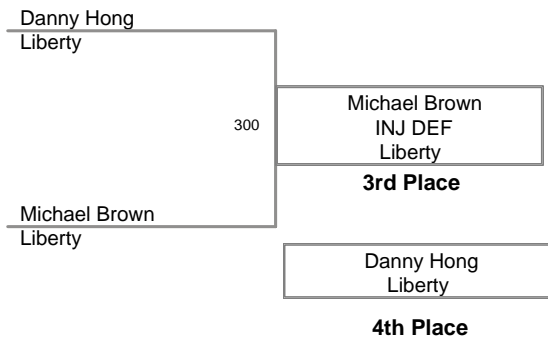 Danny Hong
Liberty
300
Michael Brown
INJ DEF
Liberty
3rd Place
Michael Brown
Liberty
Danny Hong
Liberty
4th Place